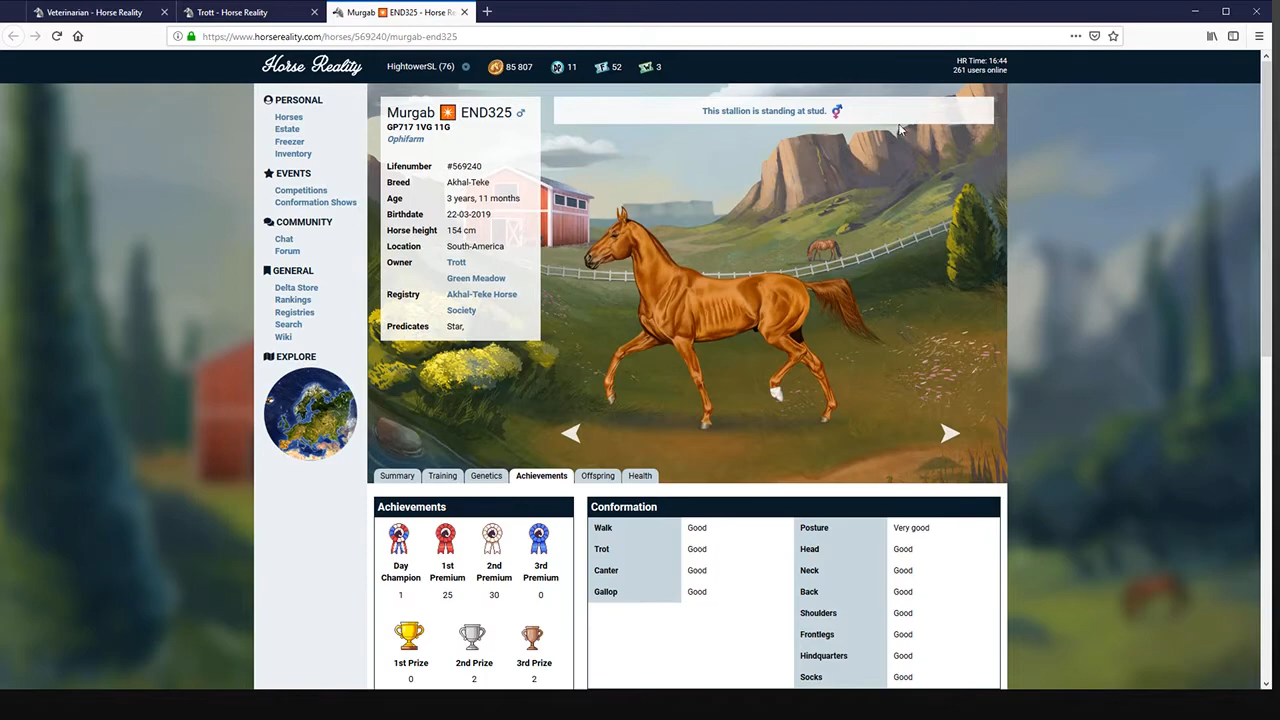 Veterinarian - Horse Reality
Trott - Horse Reality
Murgab END325 - Horse Re
https://www.horsereality.com/horses/569240/murgab-end325
Horse Reality
HightowerSL (76)
85 807
11
52
3
HR Time: 16:44
261 users online
PERSONAL
Horses
Estate
Freezer
Inventory
EVENTS
Competitions
Conformation Shows
COMMUNITY
Chat
Forum
GENERAL
Delta Store
Rankings
Registries
Search
Wiki
EXPLORE
Murgab 💥 END325 ♂
GP717 1VG 11G
Ophifarm
Lifenumber #569240
Breed Akhal-Teke
Age 3 years, 11 months
Birthdate 22-03-2019
Horse height 154 cm
Location South-America
Owner Trott
Green Meadow
Registry Akhal-Teke Horse
Society
Predicates Star,
This stallion is standing at stud.
Summary
Training
Genetics
Achievements
Offspring
Health
Achievements
Day
Champion
1
1st
Premium
25
2nd
Premium
30
3rd
Premium
0
1st Prize
0
2nd Prize
2
3rd Prize
2
Conformation
Walk Good
Trot Good
Canter Good
Gallop Good
Posture Very good
Head Good
Neck Good
Back Good
Shoulders Good
Frontlegs Good
Hindquarters Good
Socks Good